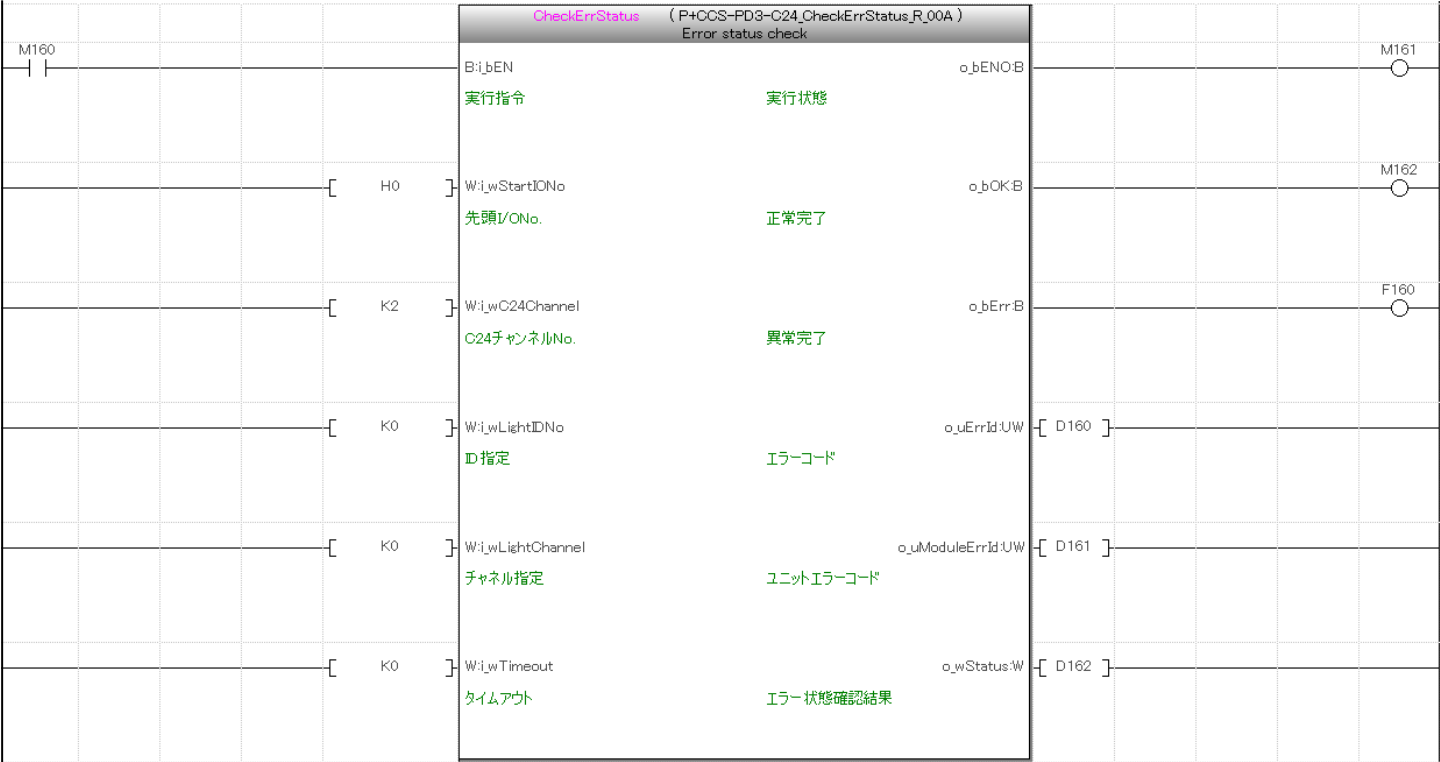 CheckErrStatus ( P+CCS-PD3-C24_CheckErrStatus_R_00A )
Error status check
M160
M161
B:i_bEN
o_bENO:B
実行指令
実行状態
M162
H0
W:i_wStartIONo
o_bOK:B
先頭I/ONo.
正常完了
F160
K2
W:i_wC24Channel
o_bErr:B
C24チャンネルNo.
異常完了
K0
W:i_wLightIDNo
o_uErrId:UW
D160
ID指定
エラーコード
K0
W:i_wLightChannel
o_uModuleErrId:UW
D161
チャネル指定
ユニットエラーコード
K0
W:i_wTimeout
o_wStatus:W
D162
タイムアウト
エラー状態確認結果